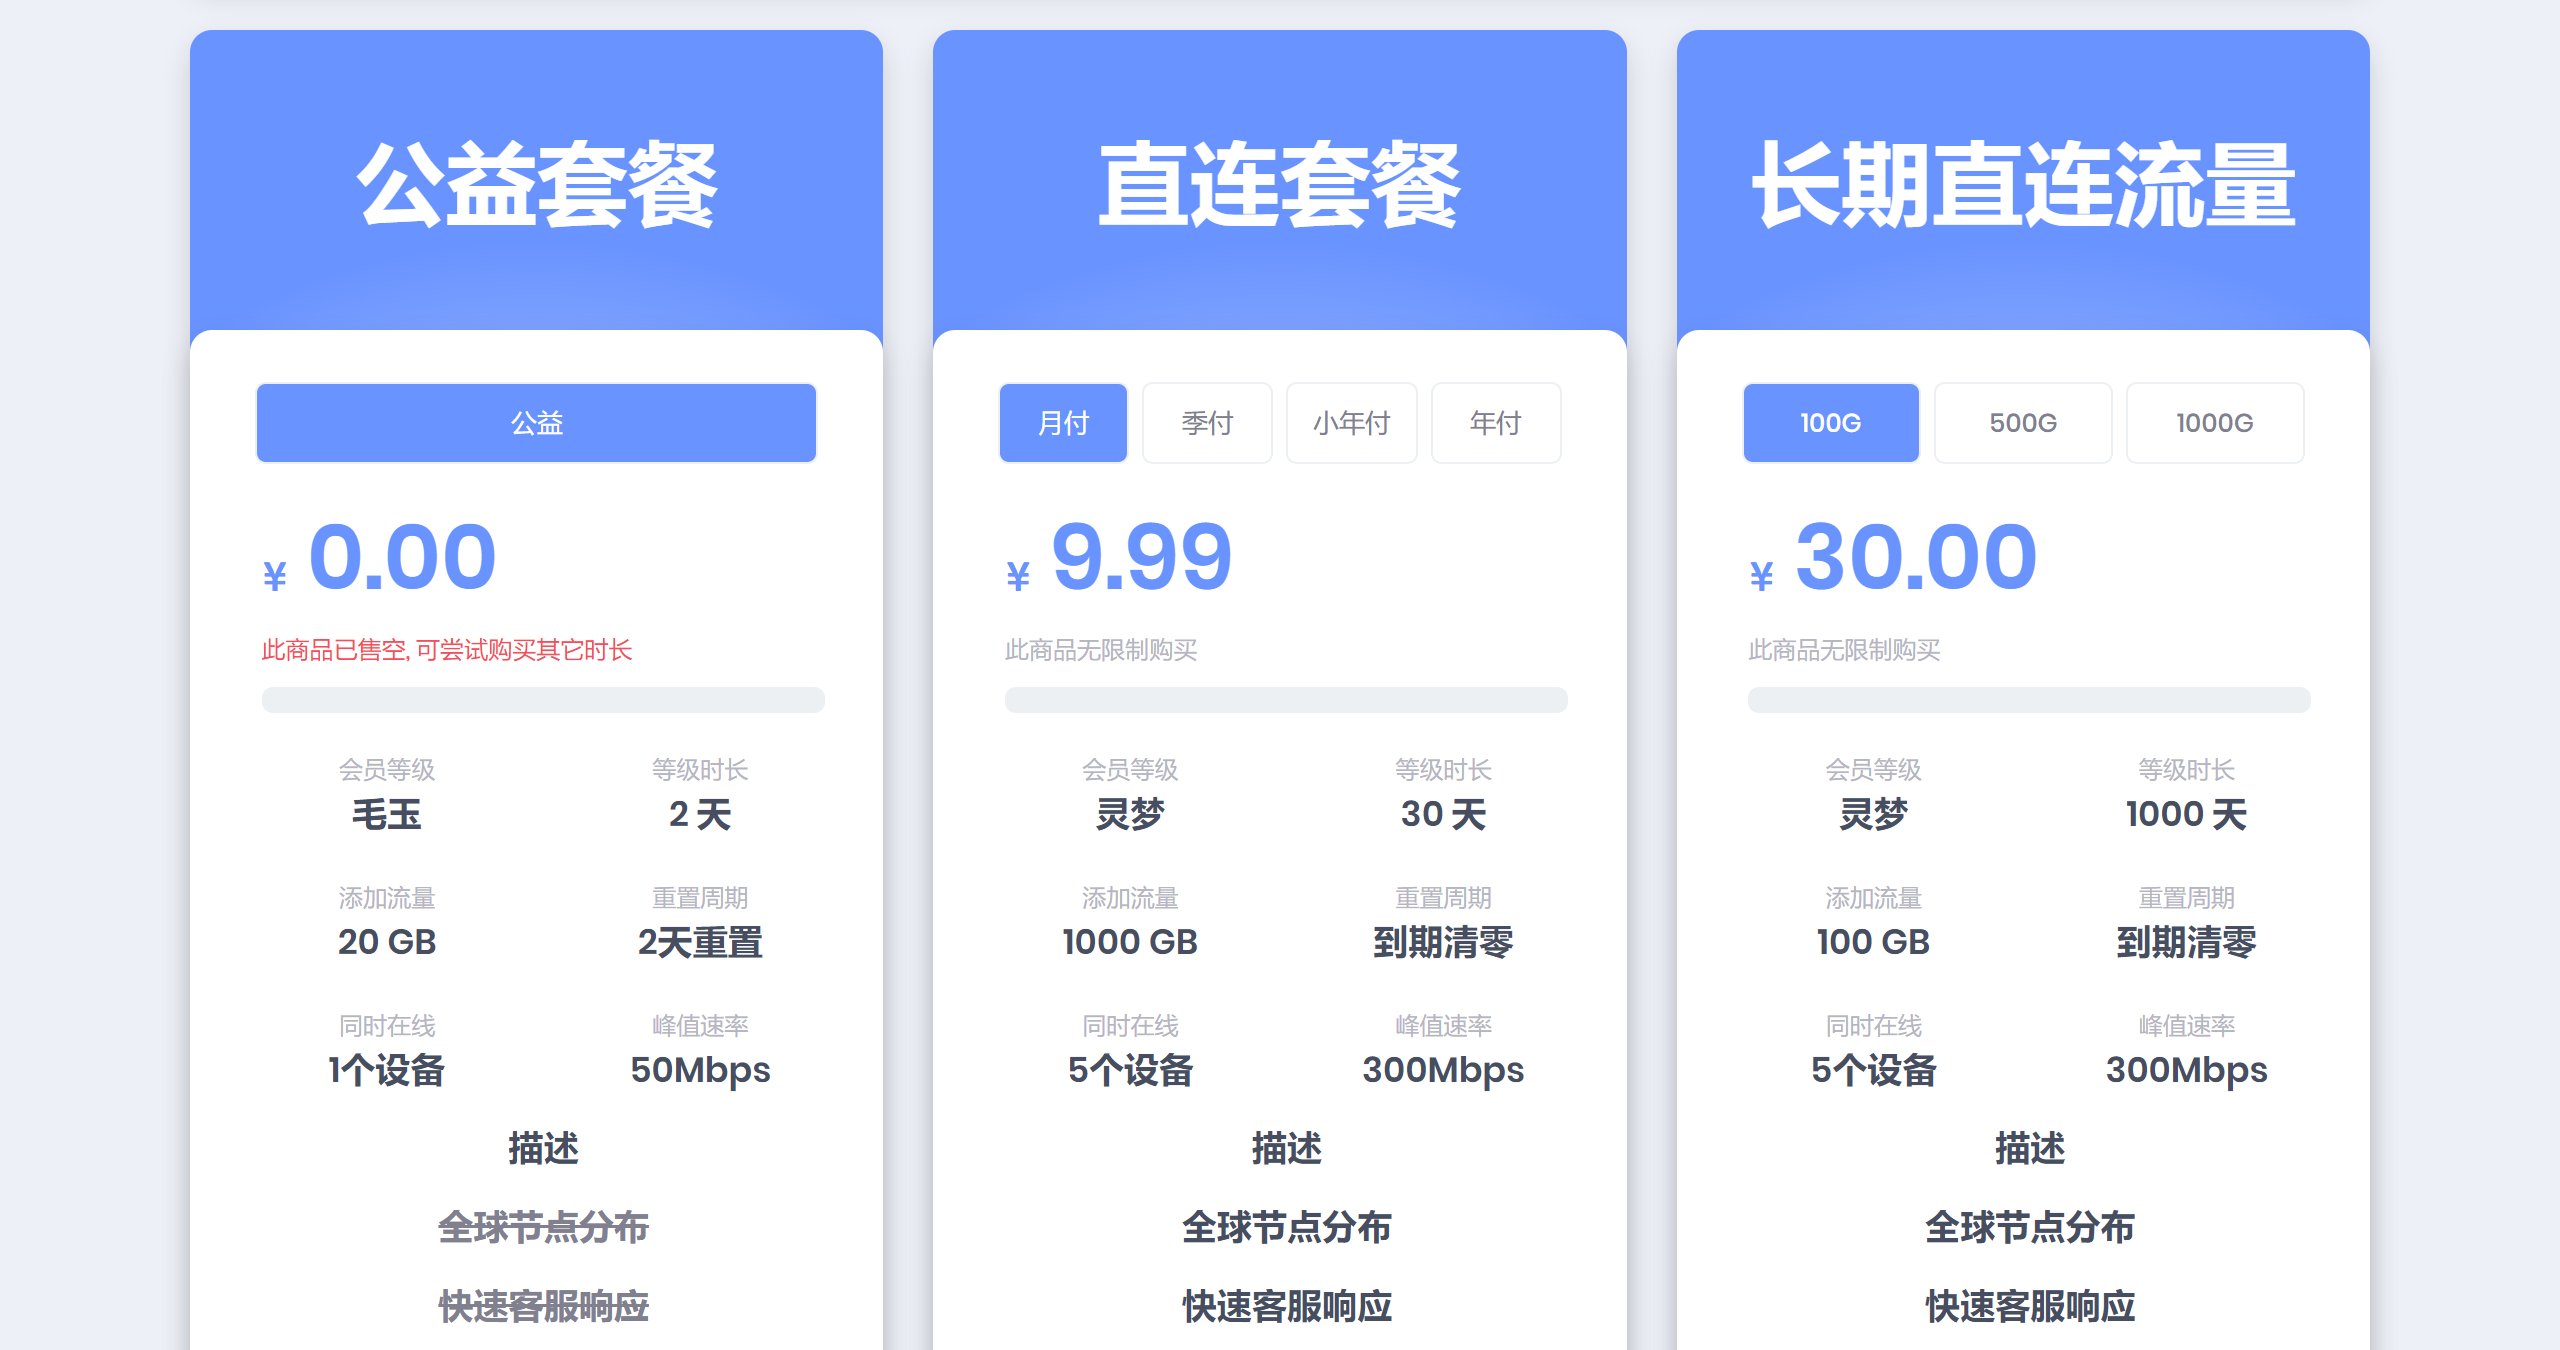 公益套餐
公益
¥ 0.00
此商品已售空, 可尝试购买其它时长
会员等级 等级时长
毛玉 2 天
添加流量 重置周期
20 GB 2天重置
同时在线 峰值速率
1个设备 50Mbps
描述
全球节点分布
快速客服响应
直连套餐
月付 季付 小年付 年付
¥ 9.99
此商品无限制购买
会员等级 等级时长
灵梦 30 天
添加流量 重置周期
1000 GB 到期清零
同时在线 峰值速率
5个设备 300Mbps
描述
全球节点分布
快速客服响应
长期直连流量
100G 500G 1000G
¥ 30.00
此商品无限制购买
会员等级 等级时长
灵梦 1000 天
添加流量 重置周期
100 GB 到期清零
同时在线 峰值速率
5个设备 300Mbps
描述
全球节点分布
快速客服响应